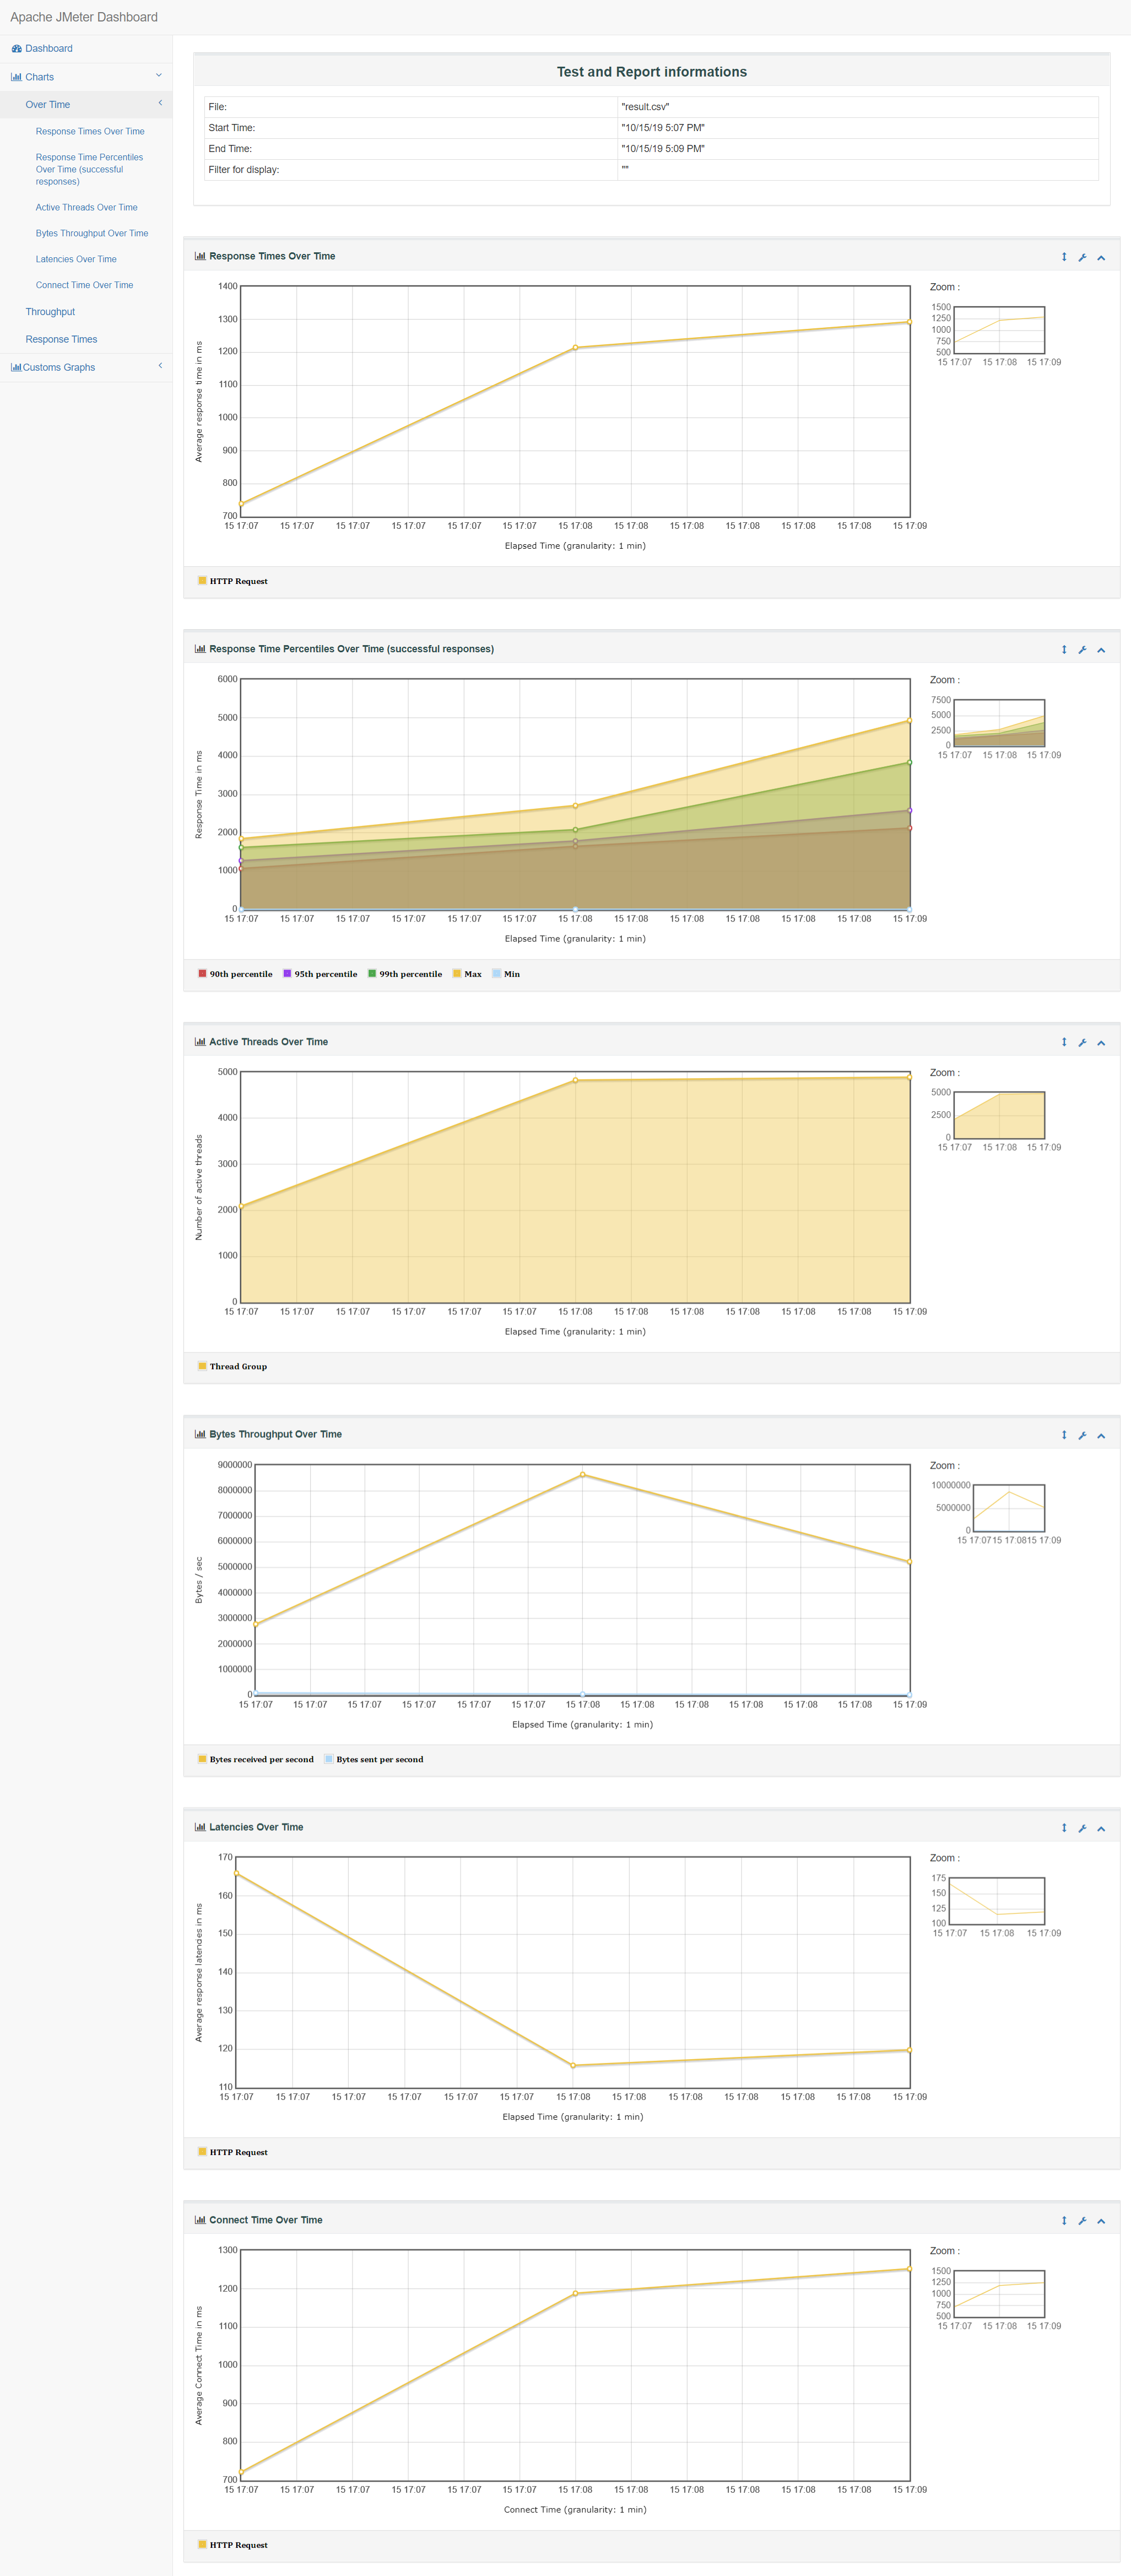 Apache JMeter Dashboard
Dashboard
Charts
Over Time
Response Times Over Time
Response Time Percentiles
Over Time (successful
responses)
Active Threads Over Time
Bytes Throughput Over Time
Latencies Over Time
Connect Time Over Time
Throughput
Response Times
Customs Graphs
Test and Report informations
File: "result.csv"
Start Time: "10/15/19 5:07 PM"
End Time: "10/15/19 5:09 PM"
Filter for display: ""
Response Times Over Time
Average response time in ms
1400
1300
1200
1100
1000
900
800
700
15 17:07 15 17:07 15 17:07 15 17:07 15 17:07 15 17:07 15 17:08 15 17:08 15 17:08 15 17:08 15 17:08 15 17:08 15 17:09
Elapsed Time (granularity: 1 min)
Zoom :
1500
1250
1000
750
500
15 17:07 15 17:08 15 17:09
HTTP Request
Response Time Percentiles Over Time (successful responses)
Response Time in ms
6000
5000
4000
3000
2000
1000
0
15 17:07 15 17:07 15 17:07 15 17:07 15 17:07 15 17:07 15 17:08 15 17:08 15 17:08 15 17:08 15 17:08 15 17:08 15 17:09
Elapsed Time (granularity: 1 min)
Zoom :
7500
5000
2500
0
15 17:07 15 17:08 15 17:09
90th percentile 95th percentile 99th percentile Max Min
Active Threads Over Time
Number of active threads
5000
4000
3000
2000
1000
0
15 17:07 15 17:07 15 17:07 15 17:07 15 17:07 15 17:07 15 17:08 15 17:08 15 17:08 15 17:08 15 17:08 15 17:08 15 17:09
Elapsed Time (granularity: 1 min)
Zoom :
5000
2500
0
15 17:07 15 17:08 15 17:09
Thread Group
Bytes Throughput Over Time
Bytes / sec
9000000
8000000
7000000
6000000
5000000
4000000
3000000
2000000
1000000
0
15 17:07 15 17:07 15 17:07 15 17:07 15 17:07 15 17:07 15 17:08 15 17:08 15 17:08 15 17:08 15 17:08 15 17:08 15 17:09
Elapsed Time (granularity: 1 min)
Zoom :
10000000
5000000
0
15 17:07 15 17:08 15 17:09
Bytes received per second Bytes sent per second
Latencies Over Time
Average response latencies in ms
170
160
150
140
130
120
110
15 17:07 15 17:07 15 17:07 15 17:07 15 17:07 15 17:07 15 17:08 15 17:08 15 17:08 15 17:08 15 17:08 15 17:08 15 17:09
Elapsed Time (granularity: 1 min)
Zoom :
175
150
125
100
15 17:07 15 17:08 15 17:09
HTTP Request
Connect Time Over Time
Average Connect Time in ms
1300
1200
1100
1000
900
800
700
15 17:07 15 17:07 15 17:07 15 17:07 15 17:07 15 17:07 15 17:08 15 17:08 15 17:08 15 17:08 15 17:08 15 17:08 15 17:09
Connect Time (granularity: 1 min)
Zoom :
1500
1250
1000
750
500
15 17:07 15 17:08 15 17:09
HTTP Request